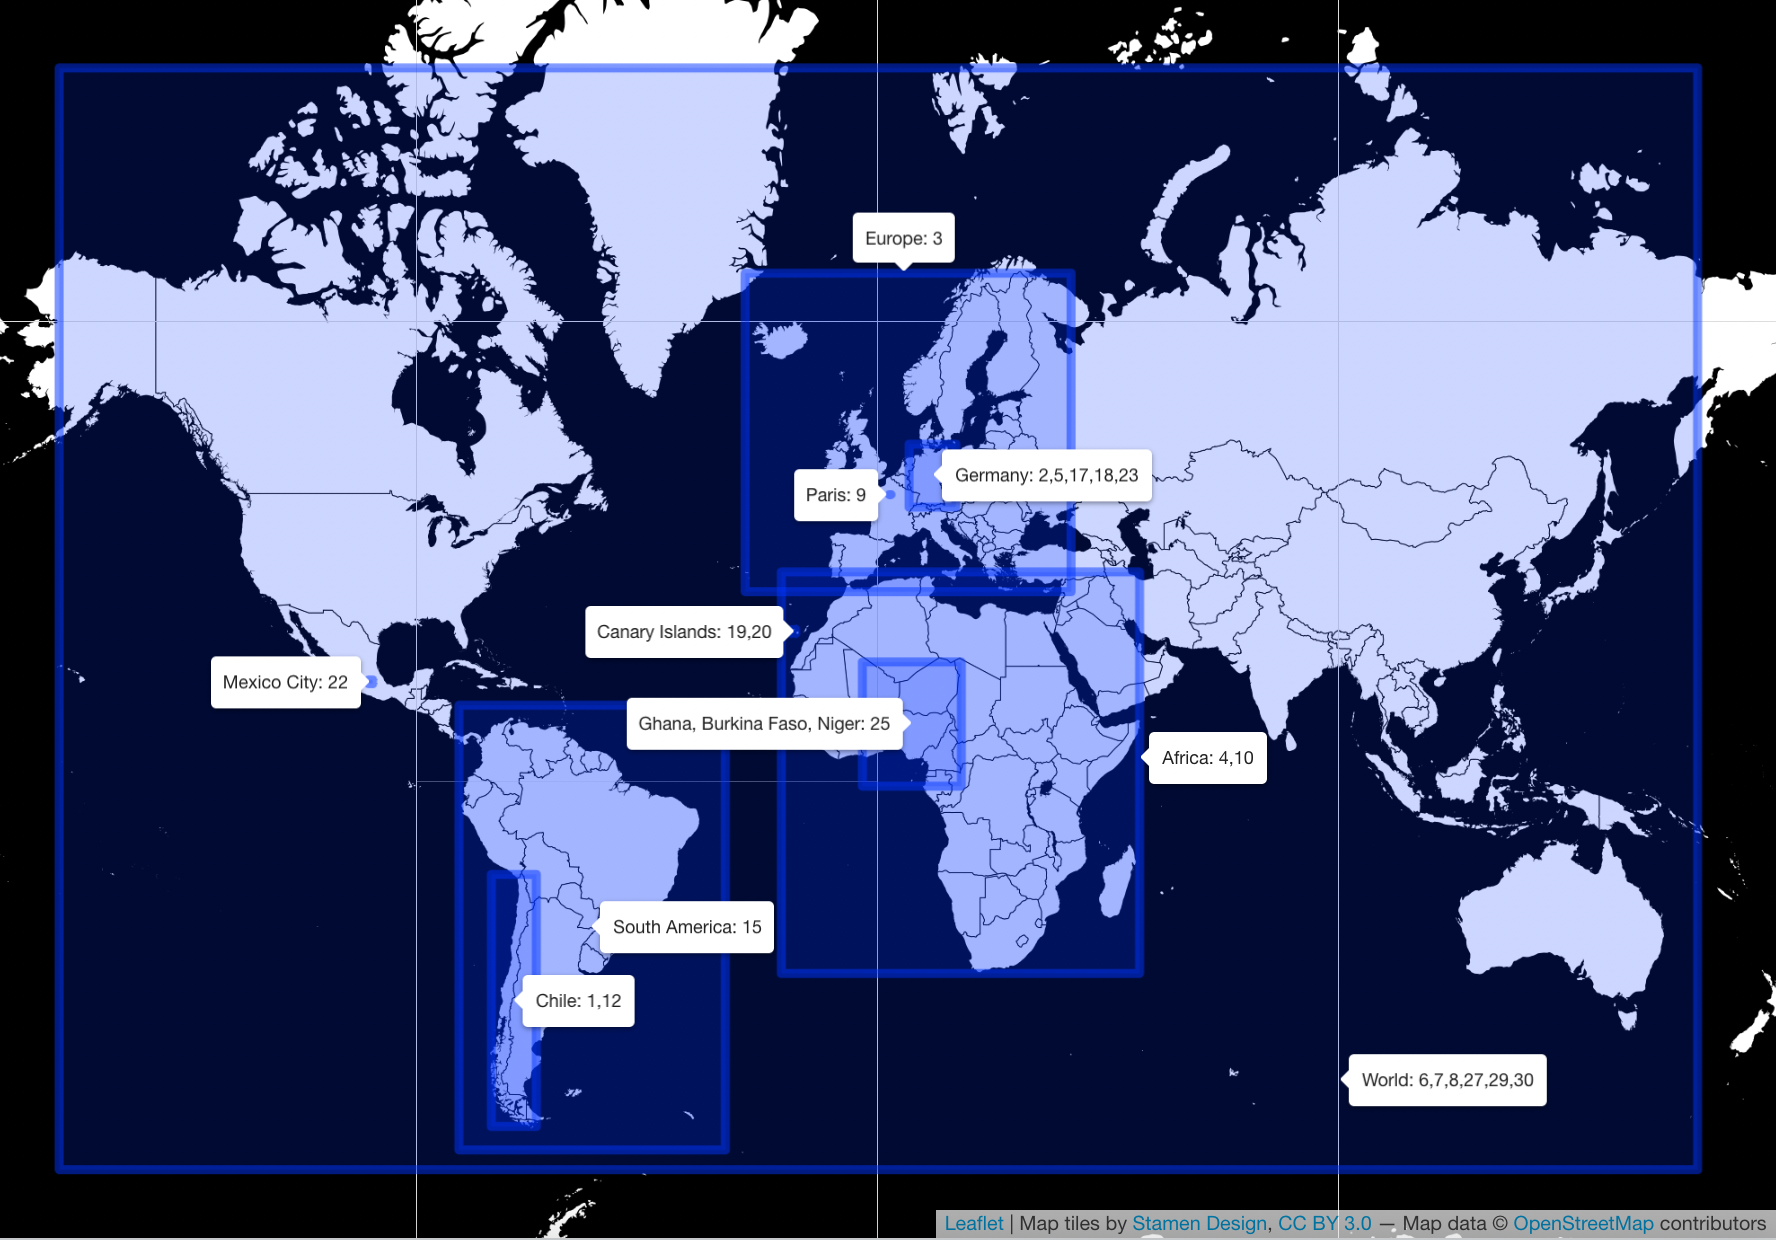 Europe: 3
Germany: 2,5,17,18,23
Paris: 9
Canary Islands: 19,20
Mexico City: 22
Ghana, Burkina Faso, Niger: 25
Africa: 4,10
South America: 15
Chile: 1,12
World: 6,7,8,27,29,30
Leaflet | Map tiles by Stamen Design, CC BY 3.0 — Map data © OpenStreetMap contributors